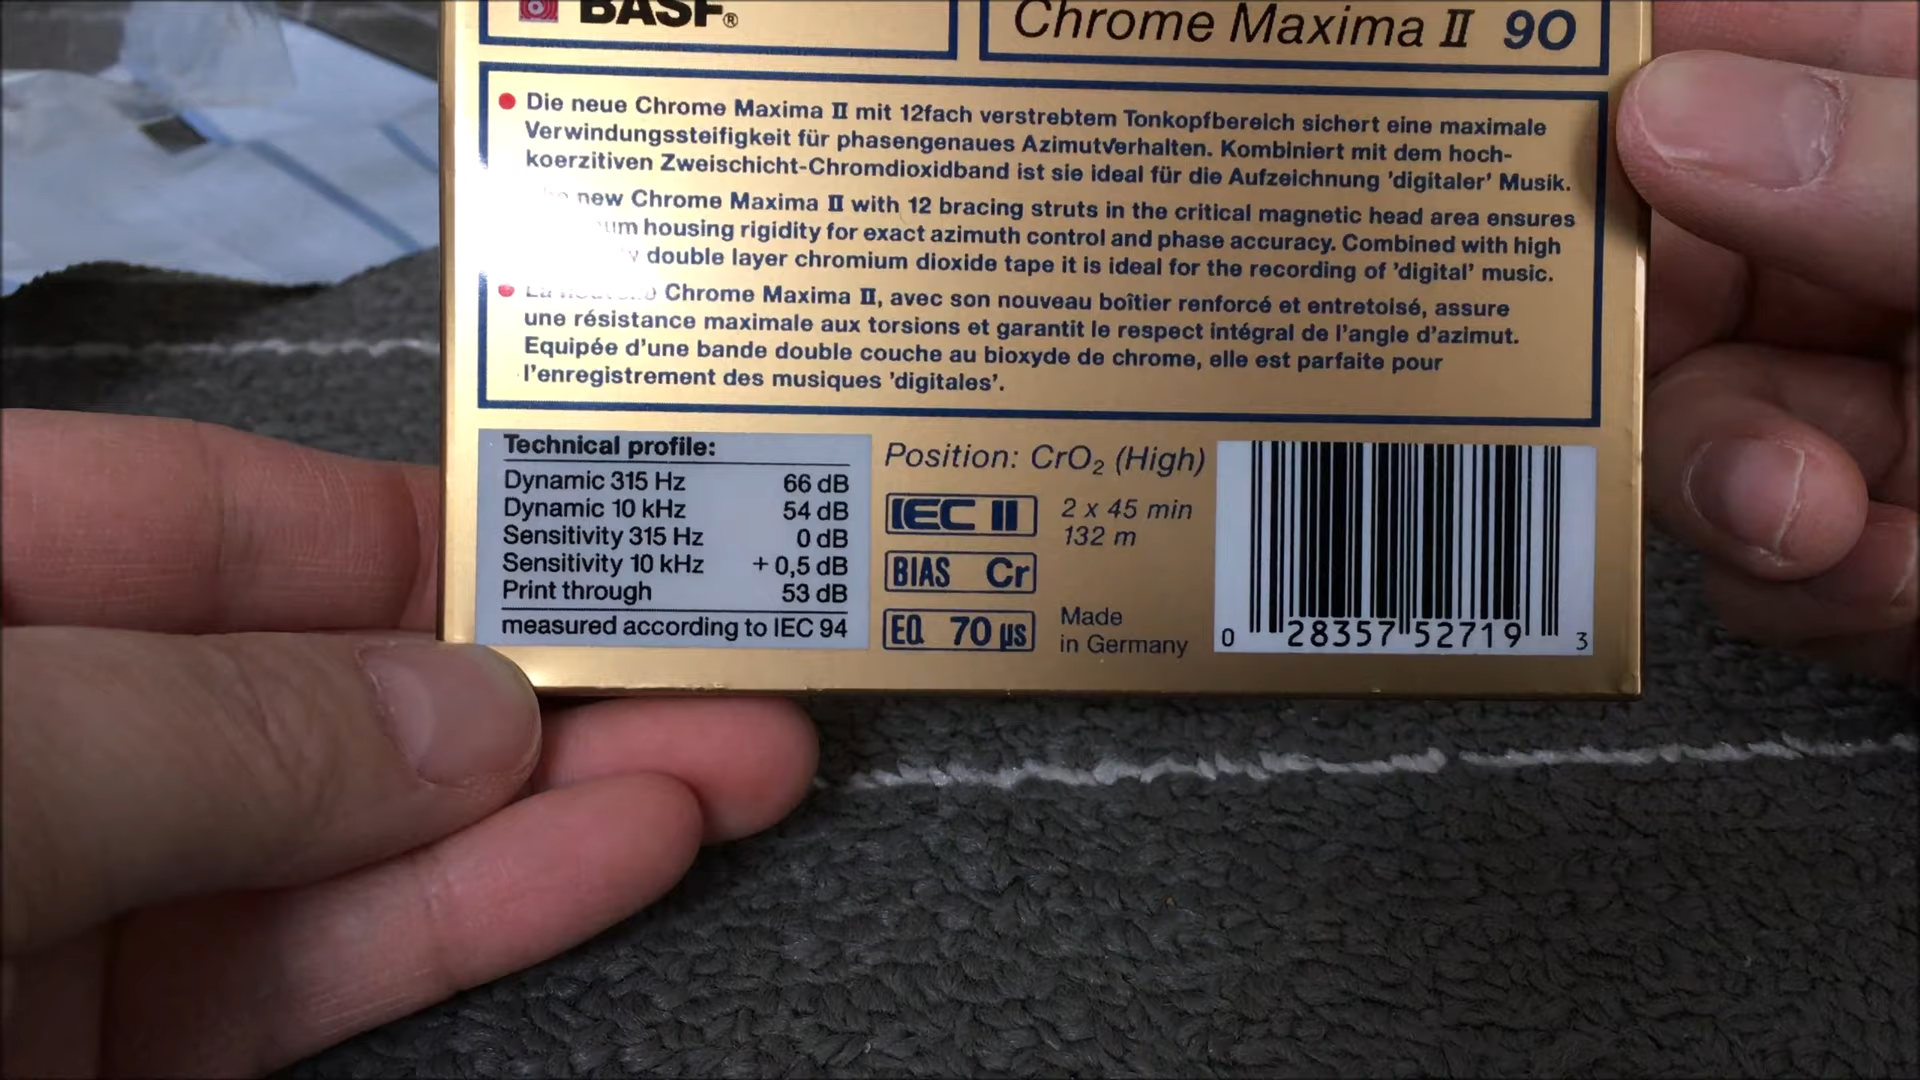 BASF®
Chrome Maxima II 90
Die neue Chrome Maxima II mit 12fach verstrebtem Tonkopfbereich sichert eine maximale
Verwindungssteifigkeit für phasengenaues Azimutverhalten. Kombiniert mit dem hoch-
koerzitiven Zweischicht-Chromdioxidband ist sie ideal für die Aufzeichnung 'digitaler' Musik.
new Chrome Maxima II with 12 bracing struts in the critical magnetic head area ensures
housing rigidity for exact azimuth control and phase accuracy. Combined with high
double layer chromium dioxide tape it is ideal for the recording of 'digital' music.
La Chrome Maxima II, avec son nouveau boîtier renforcé et entretoisé, assure
une résistance maximale aux torsions et garantit le respect intégral de l'angle d'azimut.
Equipée d'une bande double couche au bioxyde de chrome, elle est parfaite pour
l'enregistrement des musiques 'digitales'.
Technical profile:
Dynamic 315 Hz 66 dB
Dynamic 10 kHz 54 dB
Sensitivity 315 Hz 0 dB
Sensitivity 10 kHz + 0,5 dB
Print through 53 dB
measured according to IEC 94
Position: CrO₂ (High)
IEC II
2 x 45 min
132 m
BIAS Cr
EQ 70 µs
Made
in Germany
0 28357 52719 3